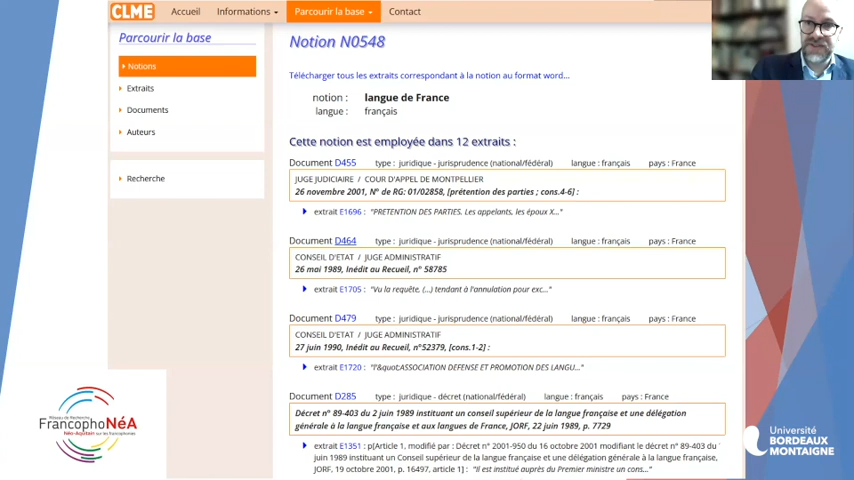 CLME Accueil Informations Parcourir la base Contact
Parcourir la base
Notions
Extraits
Documents
Auteurs
Recherche
Notion N0548
Télécharger tous les extraits correspondant à la notion au format word...
notion : langue de France
langue : français
Cette notion est employée dans 12 extraits :
Document D455 type : juridique - jurisprudence (national/fédéral) langue : français pays : France
JUGE JUDICIAIRE / COUR D'APPEL DE MONTPELLIER
26 novembre 2001, N° de RG: 01/02858, [prétention des parties ; cons.4-6] :
extrait E1696 : "PRETENTION DES PARTIES. Les appelants, les époux X..."
Document D464 type : juridique - jurisprudence (national/fédéral) langue : français pays : France
CONSEIL D'ETAT / JUGE ADMINISTRATIF
26 mai 1989, Inédit au Recueil, n° 58785
extrait E1705 : "Vu la requête, (...) tendant à l'annulation pour exc..."
Document D479 type : juridique - jurisprudence (national/fédéral) langue : français pays : France
CONSEIL D'ETAT / JUGE ADMINISTRATIF
27 juin 1990, Inédit au Recueil, n°52379, [cons.1-2] :
extrait E1720 : "l'&quot;ASSOCIATION DEFENSE ET PROMOTION DES LANGU..."
Document D285 type : juridique - décret (national/fédéral) langue : français pays : France
Décret n° 89-403 du 2 juin 1989 instituant un conseil supérieur de la langue française et une délégation
générale à la langue française et aux langues de France, JORF, 22 juin 1989, p. 7729
extrait E1351 : p[Article 1, modifié par : Décret n° 2001-950 du 16 octobre 2001 modifiant le décret n° 89-403 du
juin 1989 instituant un Conseil supérieur de la langue française et une délégation générale à la langue française,
JORF, 19 octobre 2001, p. 16497, article 1] : "Il est institué auprès du Premier ministre un cons..."
Réseau de Recherche
FrancophoNéA
Néo-Aquitain sur les francophonies
Université
BORDEAUX
MONTAIGNE